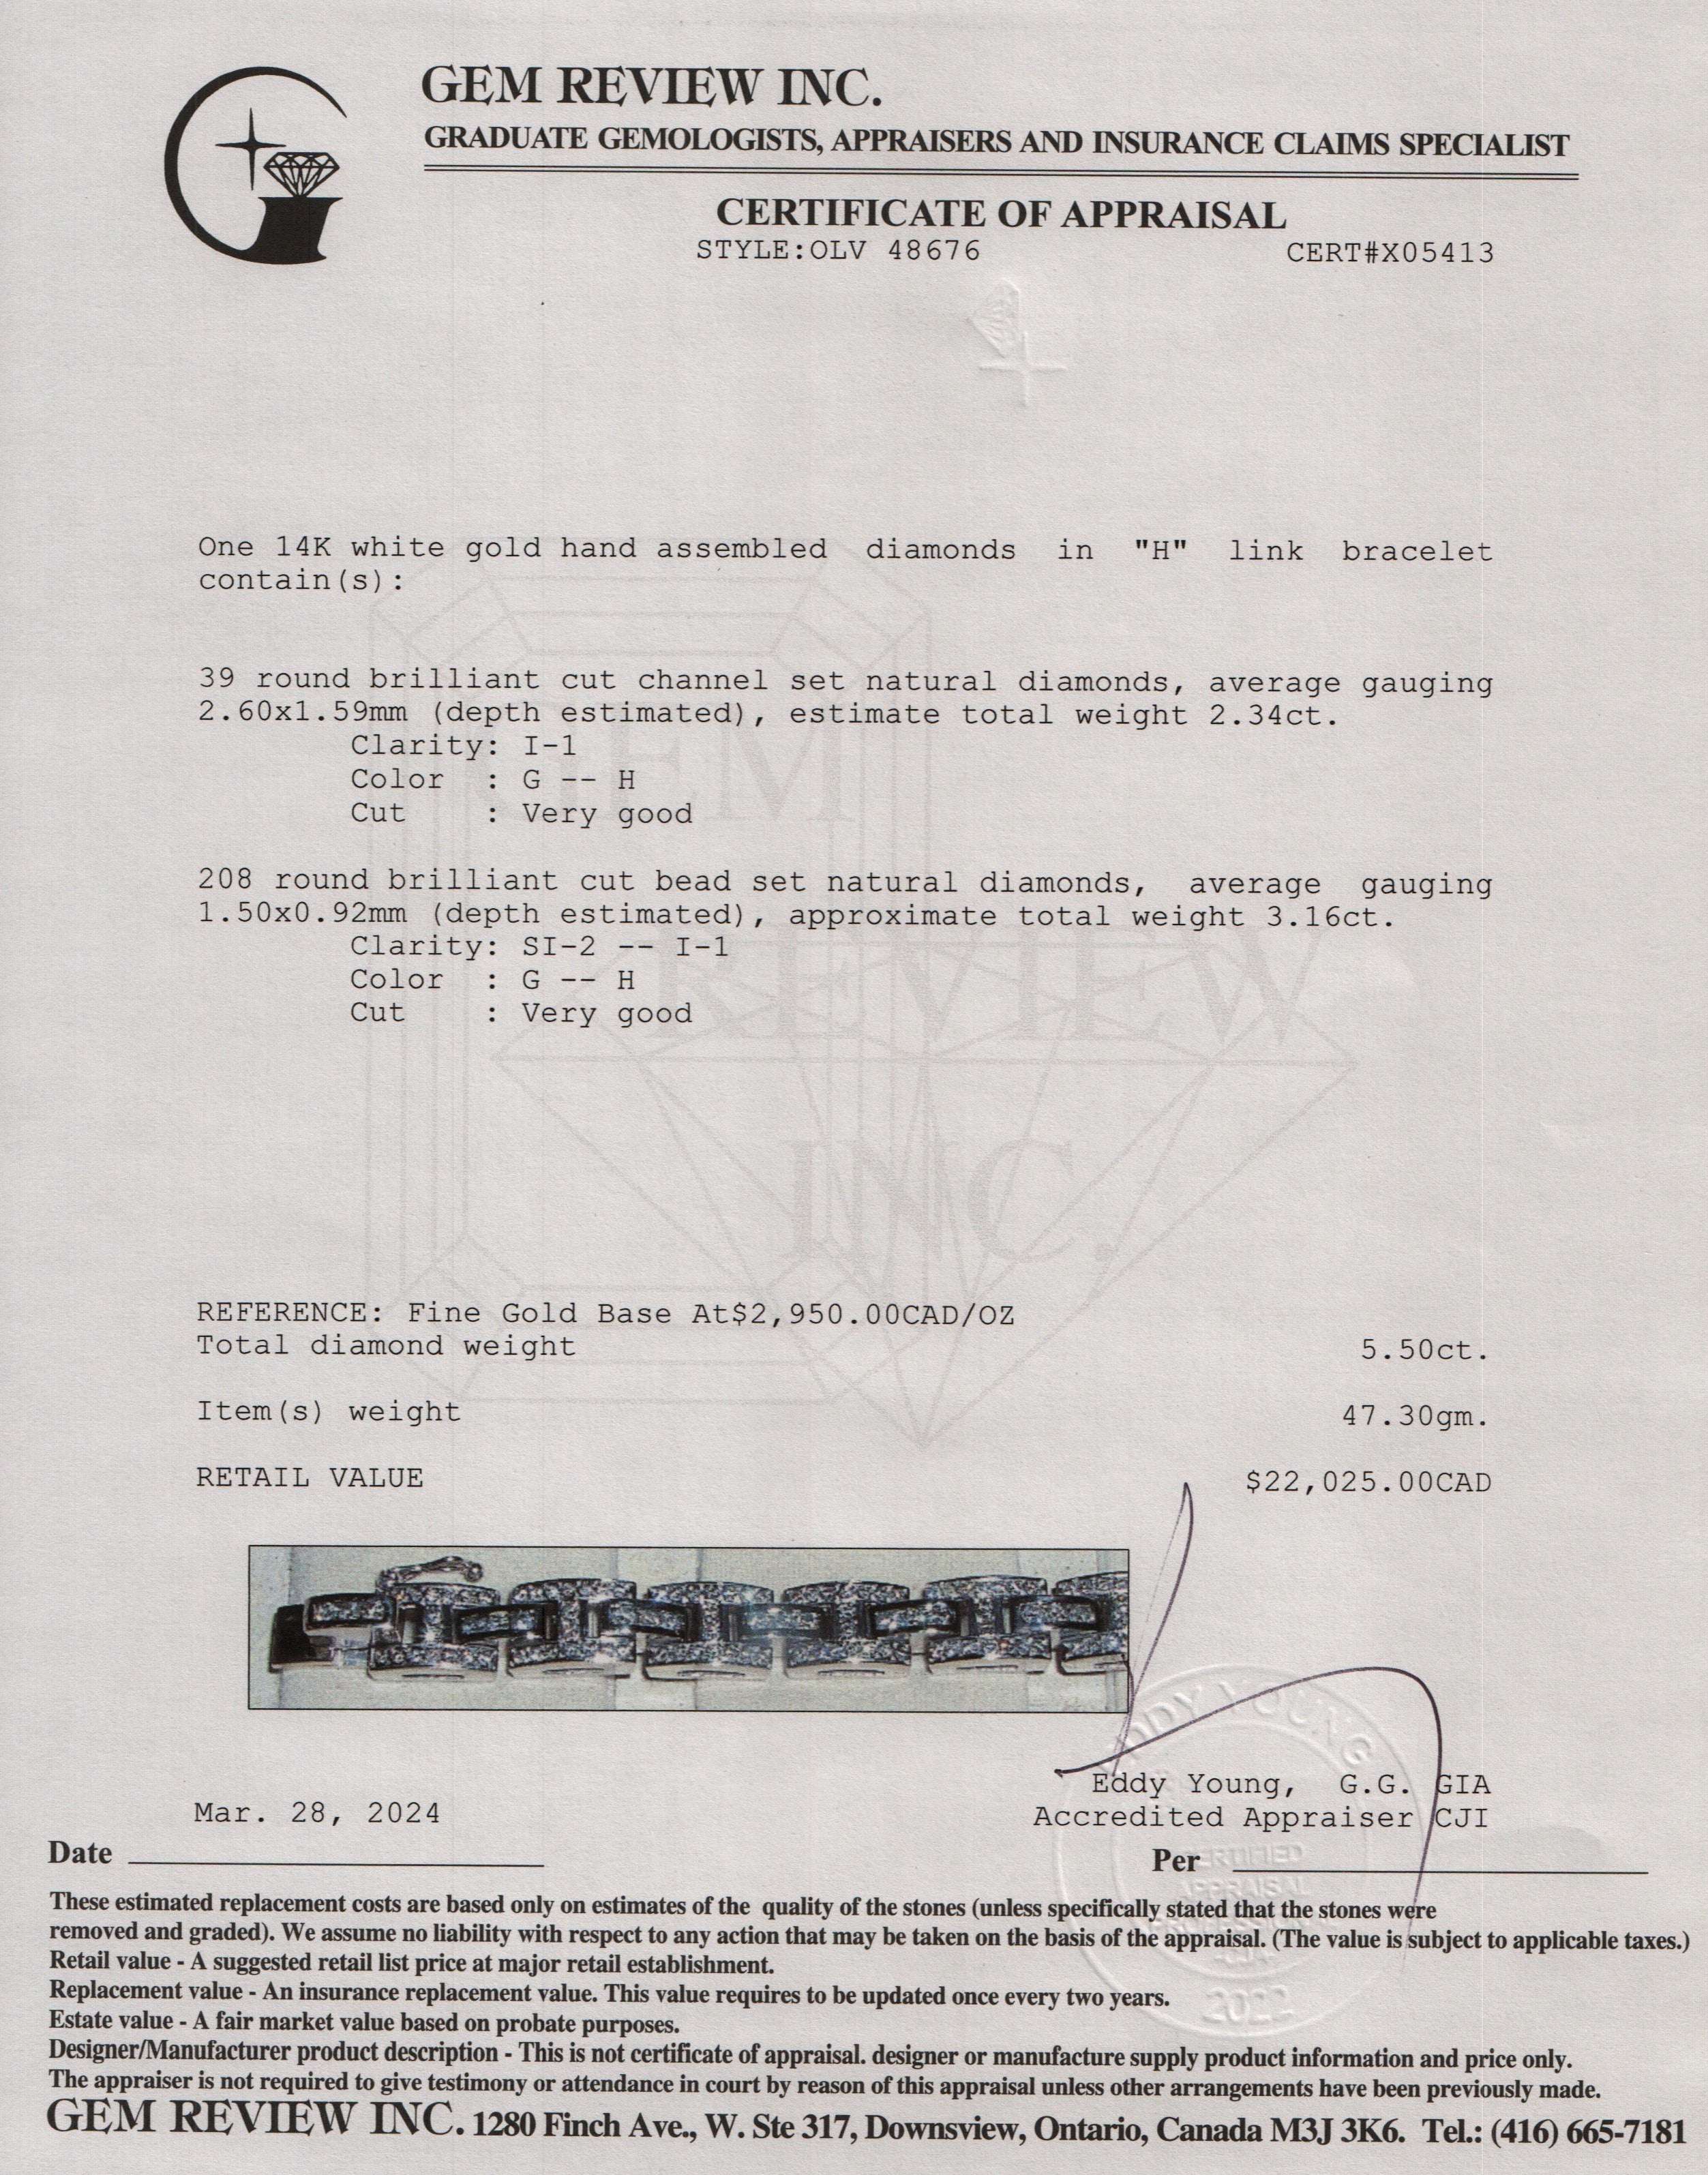 GEM REVIEW INC.
GRADUATE GEMOLOGISTS, APPRAISERS AND INSURANCE CLAIMS SPECIALIST
CERTIFICATE OF APPRAISAL
STYLE:OLV 48676 CERT#X05413
One 14K white gold hand assembled diamonds in "H" link bracelet
contain(s):
39 round brilliant cut channel set natural diamonds, average gauging
2.60x1.59mm (depth estimated), estimate total weight 2.34ct.
Clarity: I-1
Color : G -- H
Cut : Very good
208 round brilliant cut bead set natural diamonds, average gauging
1.50x0.92mm (depth estimated), approximate total weight 3.16ct.
Clarity: SI-2 -- I-1
Color : G -- H
Cut : Very good
GEM
REVIEW
INC.
REFERENCE: Fine Gold Base At$2,950.00CAD/OZ
Total diamond weight 5.50ct.
Item(s) weight 47.30gm.
RETAIL VALUE $22,025.00CAD
EDDY YOUNG
Eddy Young, G.G. GIA
Mar. 28, 2024 Accredited Appraiser CJI
Date Per
CERTIFIED
APPRAISAL
PROFESSIONAL
2022
These estimated replacement costs are based only on estimates of the quality of the stones (unless specifically stated that the stones were
removed and graded). We assume no liability with respect to any action that may be taken on the basis of the appraisal. (The value is subject to applicable taxes.)
Retail value - A suggested retail list price at major retail establishment.
Replacement value - An insurance replacement value. This value requires to be updated once every two years.
Estate value - A fair market value based on probate purposes.
Designer/Manufacturer product description - This is not certificate of appraisal. designer or manufacture supply product information and price only.
The appraiser is not required to give testimony or attendance in court by reason of this appraisal unless other arrangements have been previously made.
GEM REVIEW INC. 1280 Finch Ave., W. Ste 317, Downsview, Ontario, Canada M3J 3K6. Tel.: (416) 665-7181